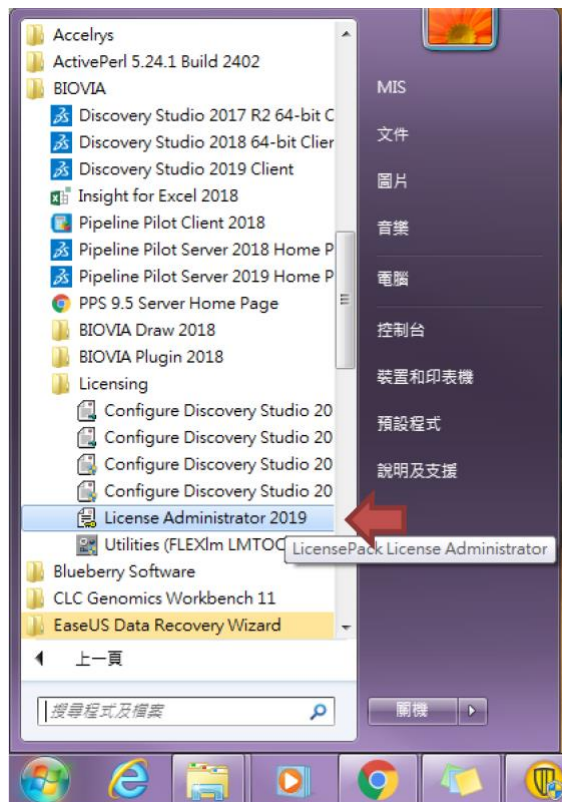 Accelrys
ActivePerl 5.24.1 Build 2402
BIOVIA
Discovery Studio 2017 R2 64-bit C
Discovery Studio 2018 64-bit Clier
Discovery Studio 2019 Client
Insight for Excel 2018
Pipeline Pilot Client 2018
Pipeline Pilot Server 2018 Home P
Pipeline Pilot Server 2019 Home P
PPS 9.5 Server Home Page
BIOVIA Draw 2018
BIOVIA Plugin 2018
Licensing
Configure Discovery Studio 20
Configure Discovery Studio 20
Configure Discovery Studio 20
Configure Discovery Studio 20
License Administrator 2019
Utilities (FLEXlm LMTOO
LicensePack License Administrator
Blueberry Software
CLC Genomics Workbench 11
EaseUS Data Recovery Wizard
上一頁
搜尋程式及檔案
MIS
文件
圖片
音樂
電腦
控制台
裝置和印表機
預設程式
說明及支援
關機